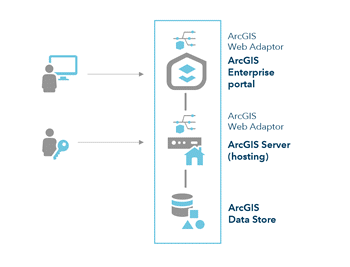 ArcGIS
Web Adaptor
ArcGIS
Enterprise
portal
ArcGIS
Web Adaptor
ArcGIS Server
(hosting)
ArcGIS
Data Store